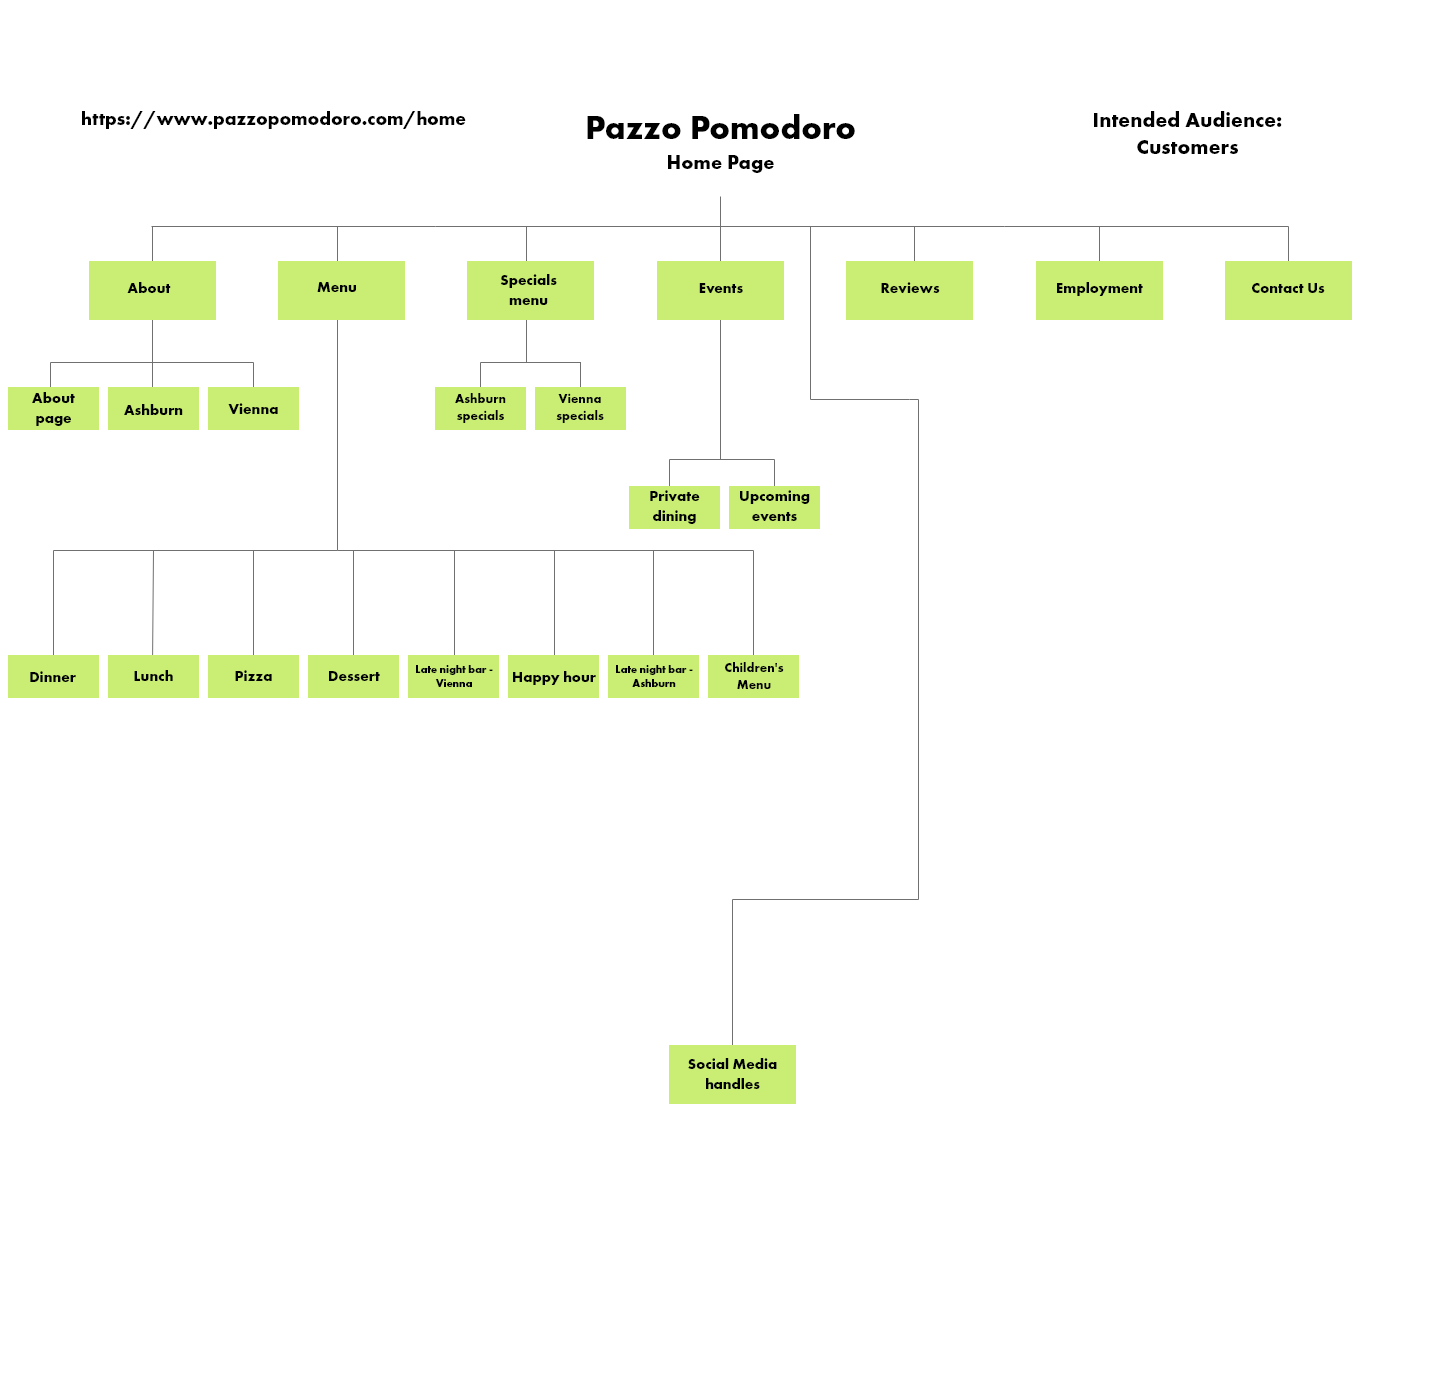 https://www.pazzopomodoro.com/home
Pazzo Pomodoro
Home Page
Intended Audience:
Customers
About
Menu
Specials
menu
Events
Reviews
Employment
Contact Us
About
page
Ashburn
Vienna
Ashburn
specials
Vienna
specials
Private
dining
Upcoming
events
Dinner
Lunch
Pizza
Dessert
Late night bar -
Vienna
Happy hour
Late night bar -
Ashburn
Children's
Menu
Social Media
handles